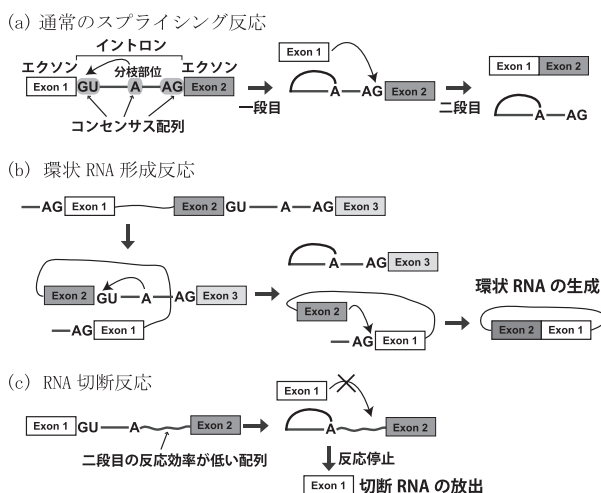 (a) 通常のスプライシング反応
イントロン
エクソン 分枝部位 エクソン
Exon 1 GU A AG Exon 2
コンセンサス配列
一段目
Exon 1
A AG Exon 2
二段目
Exon 1 Exon 2
A AG
(b) 環状 RNA 形成反応
AG Exon 1 Exon 2 GU A AG Exon 3
Exon 2 GU A AG Exon 3
AG Exon 1
A AG Exon 3
Exon 2
AG Exon 1
環状 RNA の生成
Exon 2 Exon 1
(c) RNA 切断反応
Exon 1 GU A Exon 2
二段目の反応効率が低い配列
Exon 1
A Exon 2
反応停止
Exon 1 切断 RNA の放出